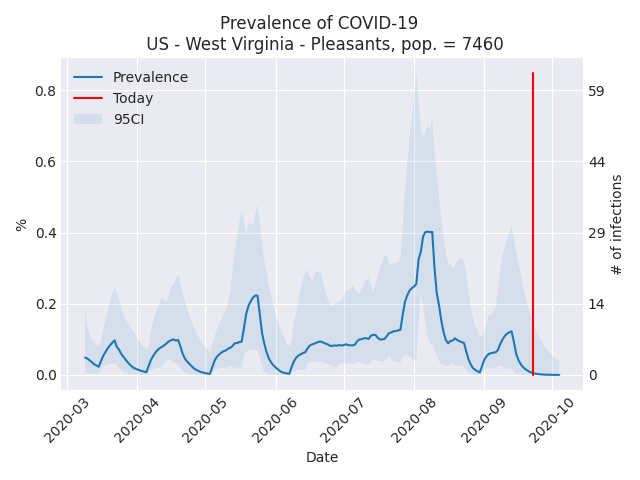 Prevalence of COVID-19
US - West Virginia - Pleasants, pop. = 7460
Prevalence
Today
95CI
0.8
0.6
0.4
0.2
0.0
%
59
44
29
14
0
# of infections
2020-03
2020-04
2020-05
2020-06
2020-07
2020-08
2020-09
2020-10
Date